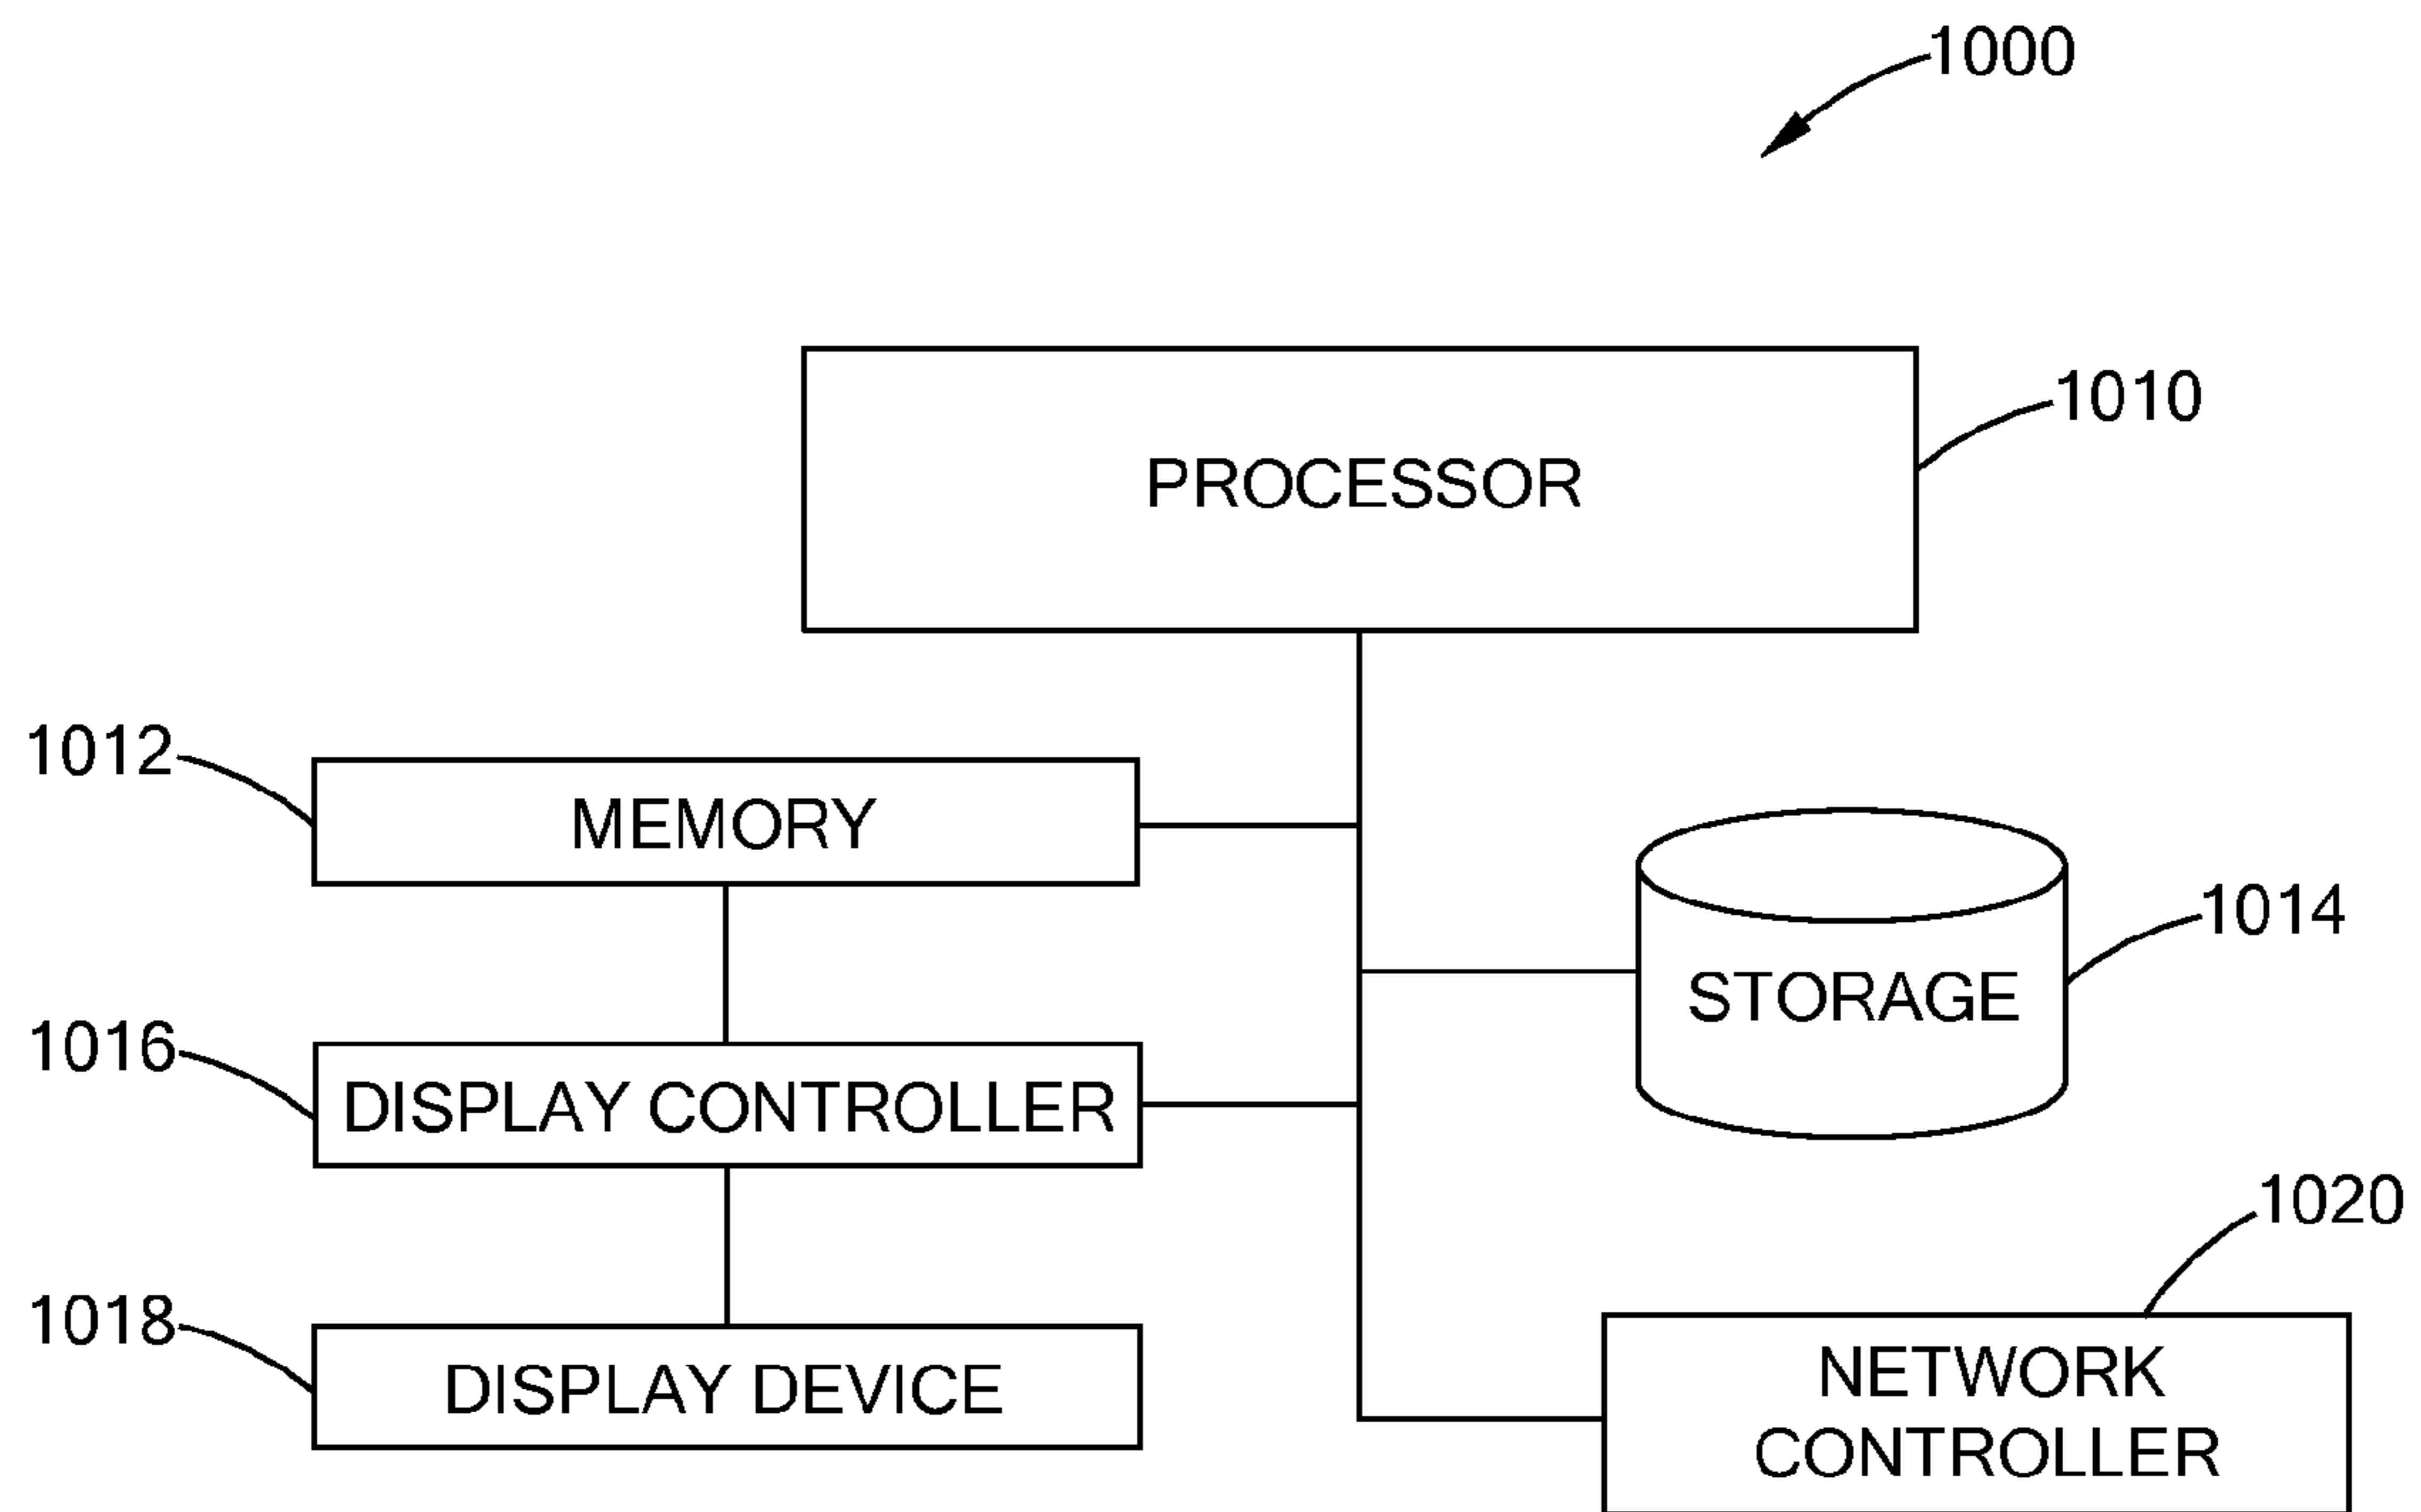 1000
1010
PROCESSOR
1012
MEMORY
1014
STORAGE
1016
DISPLAY CONTROLLER
1020
1018
DISPLAY DEVICE
NETWORK
CONTROLLER